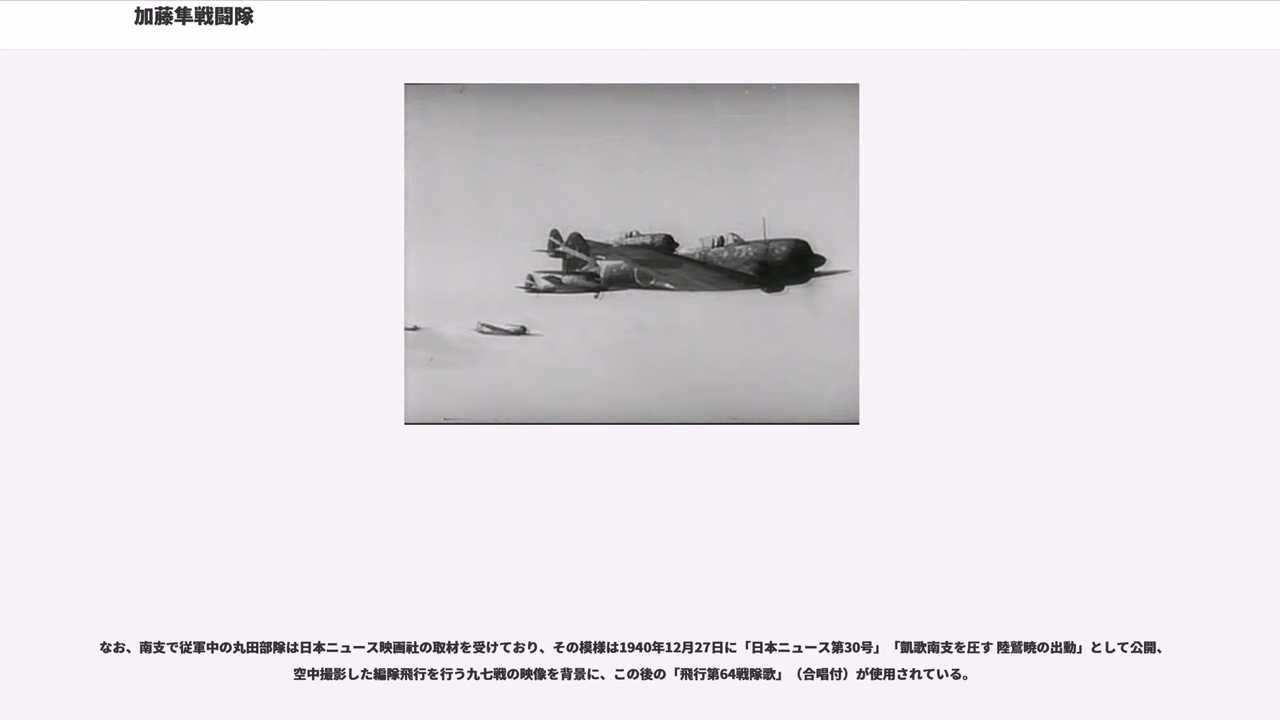 加藤隼戦闘隊
なお、南支で従軍中の丸田部隊は日本ニュース映画社の取材を受けており、その模様は1940年12月27日に「日本ニュース第30号」「凱歌南支を圧す 陸鷲暁の出動」として公開、
空中撮影した編隊飛行を行う九七戦の映像を背景に、この後の「飛行第64戦隊歌」（合唱付）が使用されている。